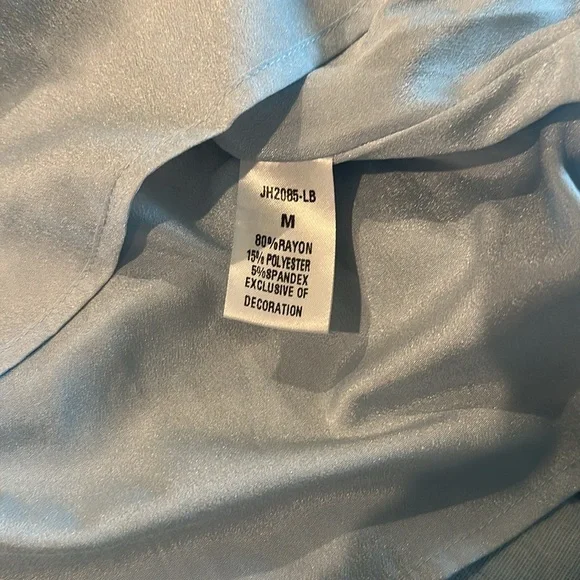 JH2085-LB
M
80%RAYON
15% POLYESTER
5%SPANDEX
EXCLUSIVE OF
DECORATION